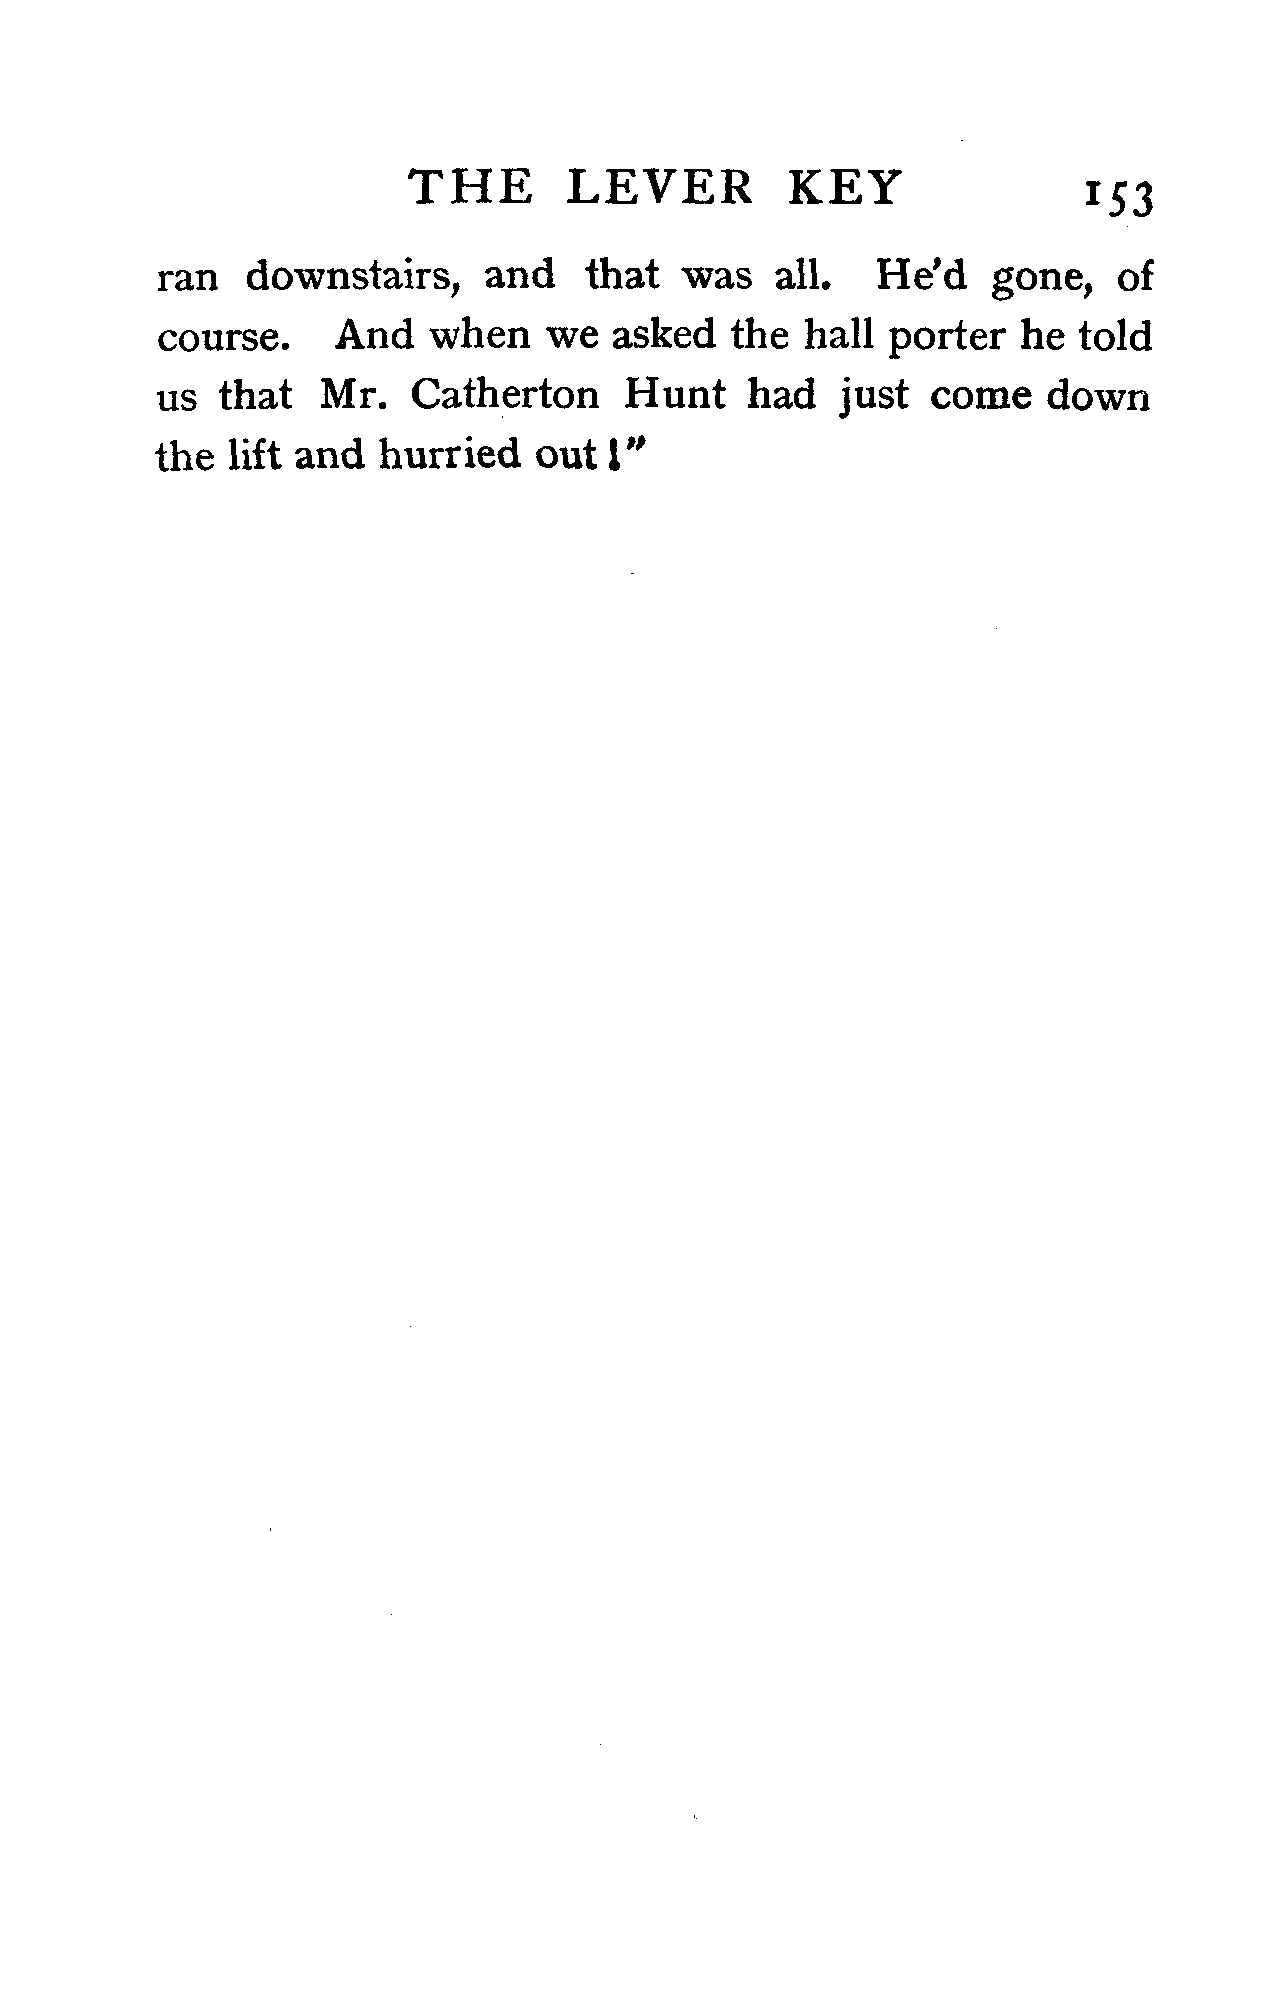 THE LEVER KEY 153
ran downstairs, and that was all. He'd gone, of
course. And when we asked the hall porter he told
us that Mr. Catherton Hunt had just come down
the lift and hurried out!"